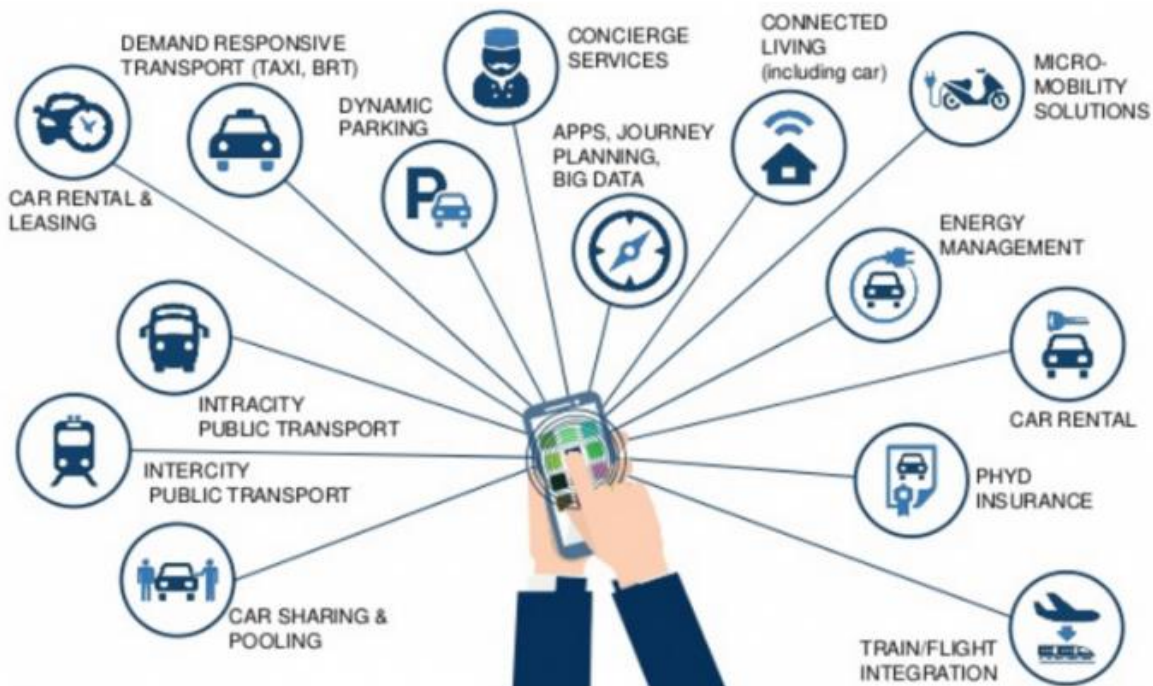 DEMAND RESPONSIVE
TRANSPORT (TAXI, BRT)
CONCIERGE
SERVICES
CONNECTED
LIVING
(including car)
MICRO-
MOBILITY
SOLUTIONS
DYNAMIC
PARKING
APPS, JOURNEY
PLANNING,
BIG DATA
CAR RENTAL &
LEASING
P
ENERGY
MANAGEMENT
INTRACITY
PUBLIC TRANSPORT
CAR RENTAL
INTERCITY
PUBLIC TRANSPORT
PHYD
INSURANCE
CAR SHARING &
POOLING
TRAIN/FLIGHT
INTEGRATION